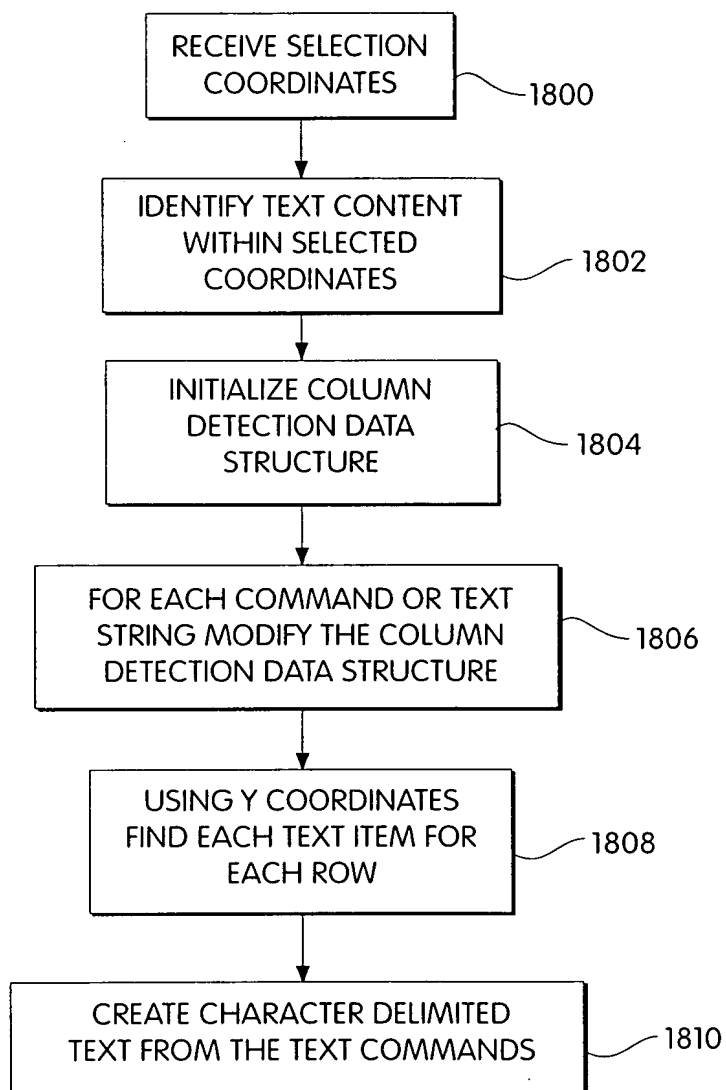 RECEIVE SELECTION
COORDINATES
1800
IDENTIFY TEXT CONTENT
WITHIN SELECTED
COORDINATES
1802
INITIALIZE COLUMN
DETECTION DATA
STRUCTURE
1804
FOR EACH COMMAND OR TEXT
STRING MODIFY THE COLUMN
DETECTION DATA STRUCTURE
1806
USING Y COORDINATES
FIND EACH TEXT ITEM FOR
EACH ROW
1808
CREATE CHARACTER DELIMITED
TEXT FROM THE TEXT COMMANDS
1810